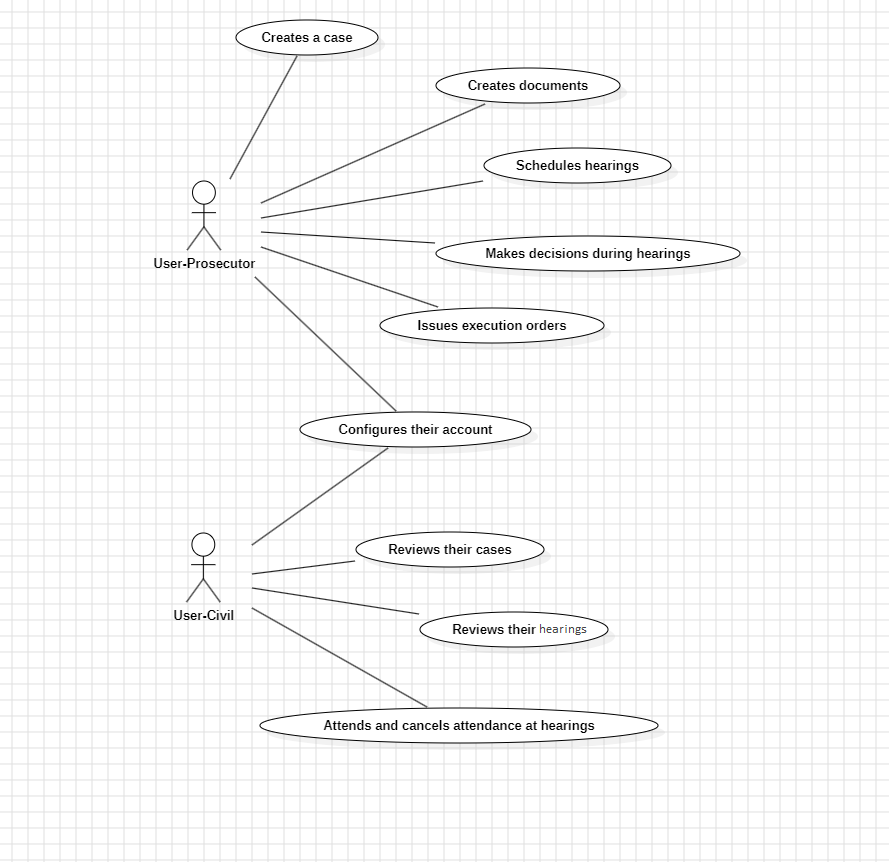 Creates a case
Creates documents
Schedules hearings
User-Prosecutor
Makes decisions during hearings
Issues execution orders
Configures their account
Reviews their cases
User-Civil
Reviews their hearings
Attends and cancels attendance at hearings